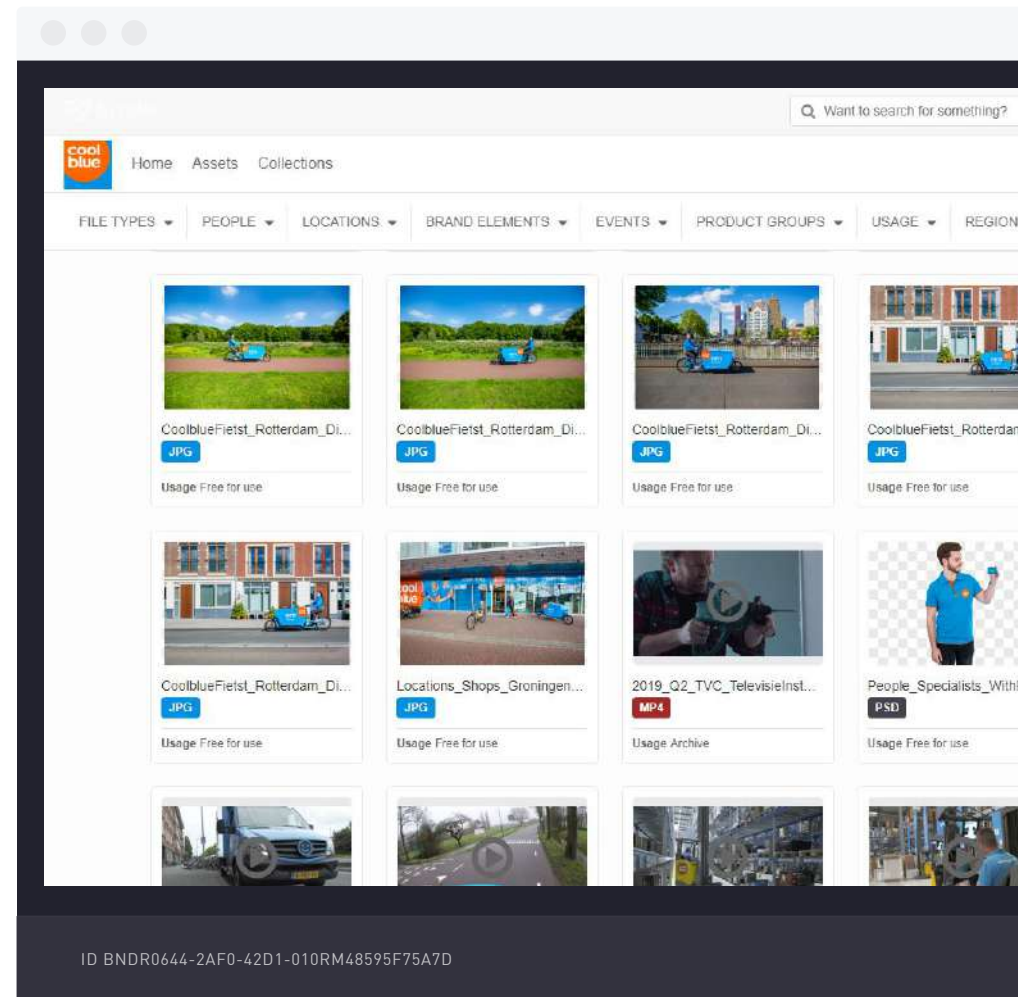 Want to search for something?
cool
blue
Home Assets Collections
FILE TYPES PEOPLE LOCATIONS BRAND ELEMENTS EVENTS PRODUCT GROUPS USAGE REGION
CoolblueFietst_Rotterdam_Di... CoolblueFietst_Rotterdam_Di... CoolblueFietst_Rotterdam_Di... CoolblueFietst_Rotterdam
JPG JPG JPG JPG
Usage Free for use Usage Free for use Usage Free for use Usage Free for use
CoolblueFietst_Rotterdam_Di... Locations_Shops_Groningen... 2019_Q2_TVC_TelevisieInst... People_Specialists_With
JPG JPG MP4 PSD
Usage Free for use Usage Free for use Usage Archive Usage Free for use
ID BNDR0644-2AF0-42D1-010RM48595F75A7D